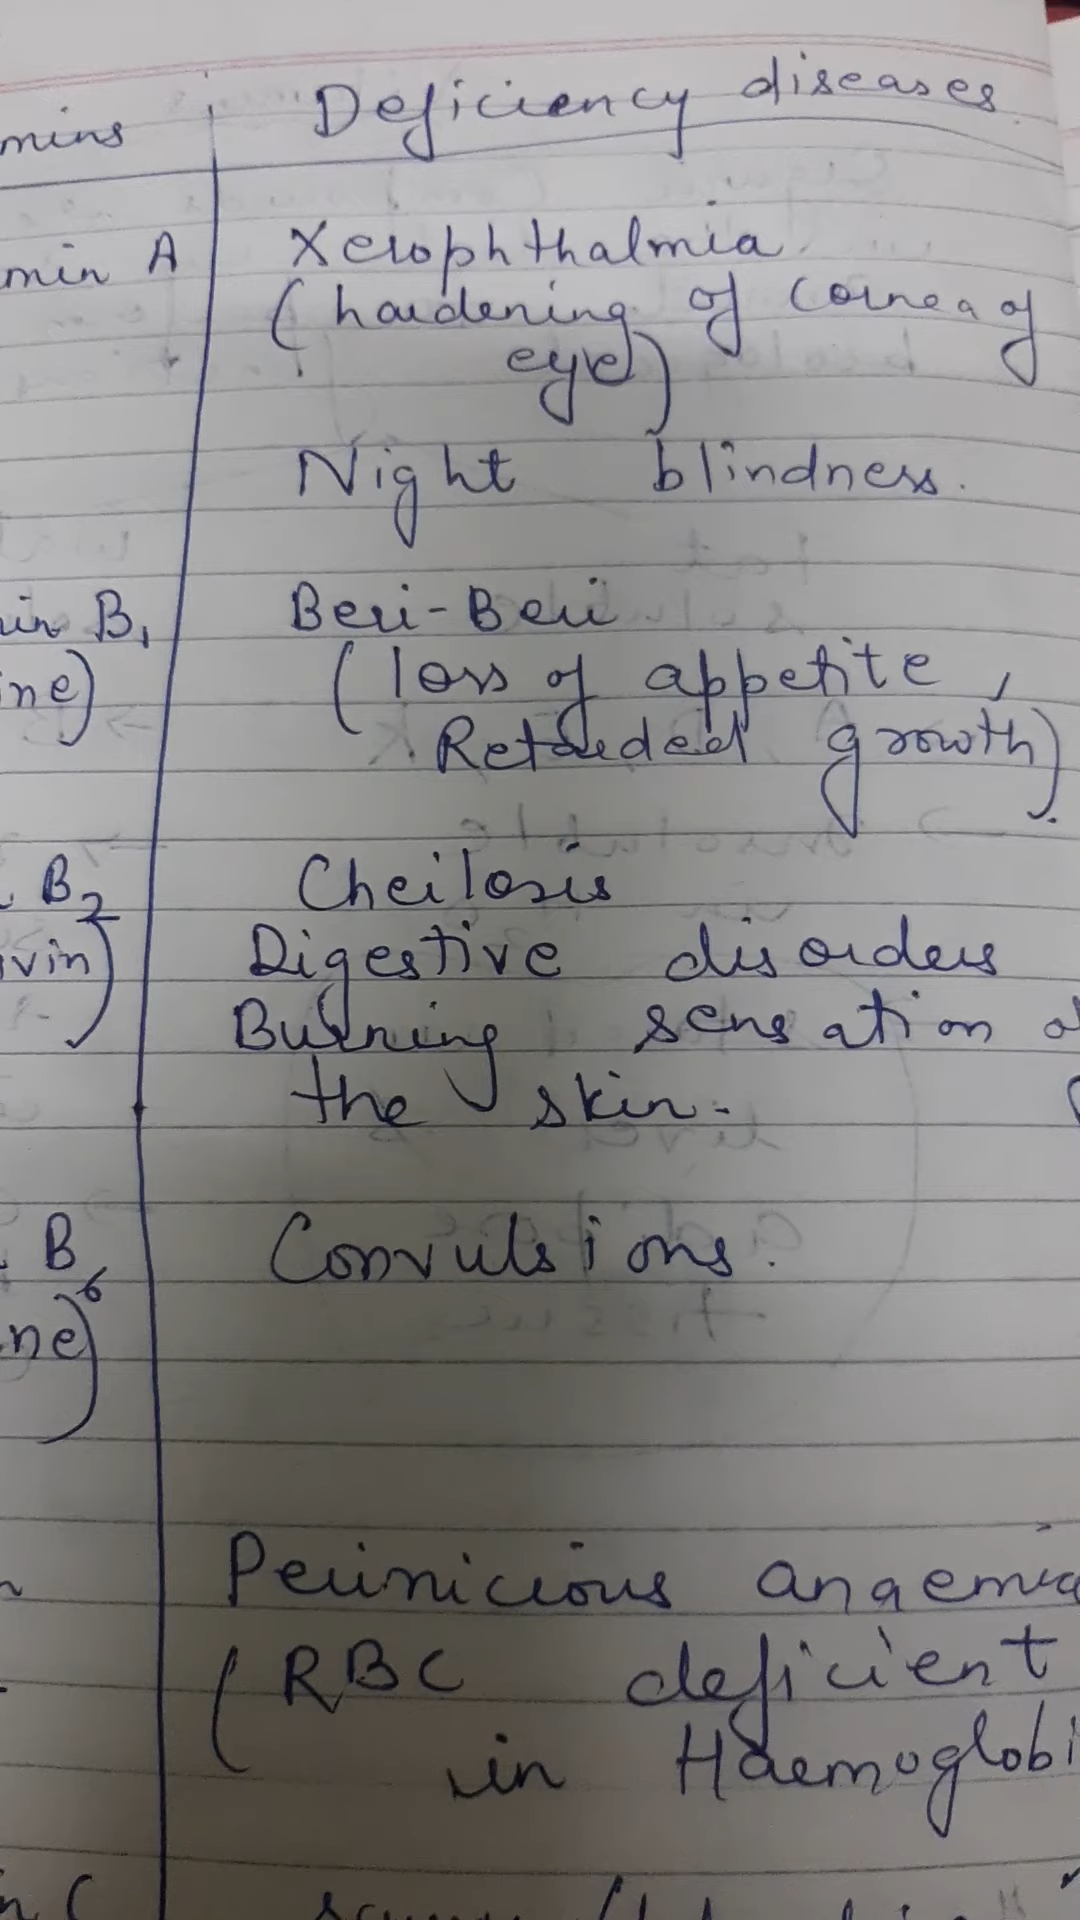 mins Deficiency diseases
min A Xerophthalmia
(hardening of cornea of
eye)
Night blindness.
in B1 Beri-Beri
ine) (loss of appetite,
Retarded growth)
B2 Cheilosis
vin) Digestive disorders
Burning sensation of
the skin.
B6 Convulsions.
ne)
Pernicious anaemia
(RBC deficient
in Haemoglobi
n C